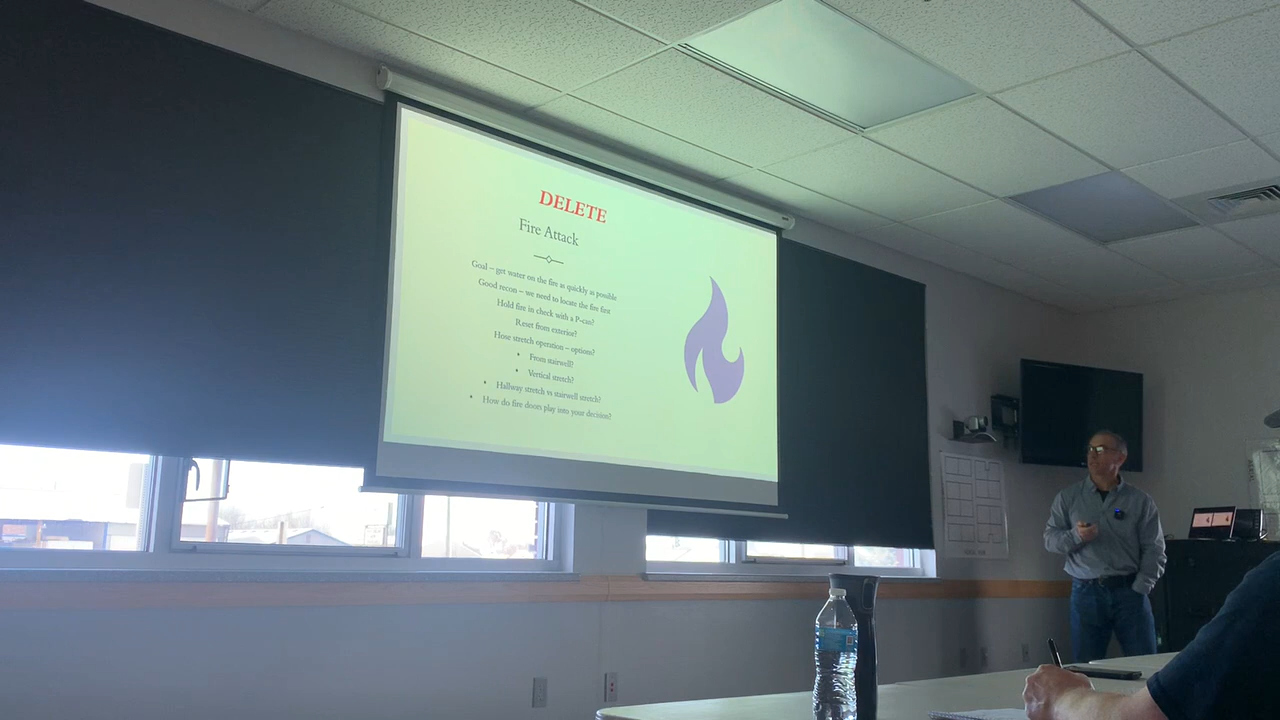 DELETE
Fire Attack
Goal – get water on the fire as quickly as possible
Good recon – we need to locate the fire first
Hold fire in check with a P-can?
Reset from exterior?
Hose stretch operation – options?
• From stairwell?
• Vertical stretch?
• Hallway stretch vs stairwell stretch?
• How do fire doors play into your decision?